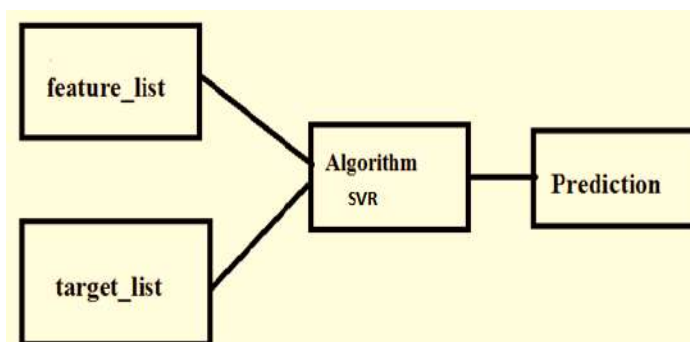 feature_list
Algorithm
SVR
Prediction
target_list